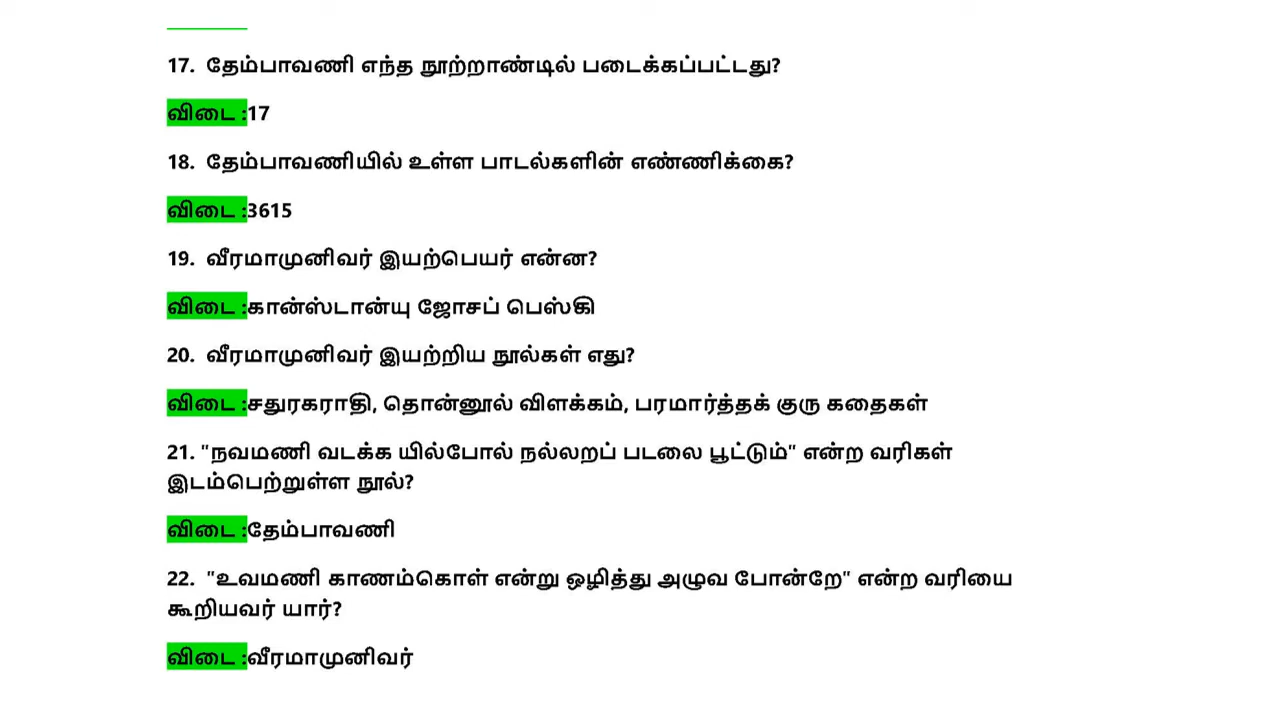 17. தேம்பாவணி எந்த நூற்றாண்டில் படைக்கப்பட்டது?
விடை :17
18. தேம்பாவணியில் உள்ள பாடல்களின் எண்ணிக்கை?
விடை :3615
19. வீரமாமுனிவர் இயற்பெயர் என்ன?
விடை :கான்ஸ்டான்யு ஜோசப் பெஸ்கி
20. வீரமாமுனிவர் இயற்றிய நூல்கள் எது?
விடை :சதுரகராதி, தொன்னூல் விளக்கம், பரமார்த்தக் குரு கதைகள்
21. "நவமணி வடக்க யில்போல் நல்லறப் படலை பூட்டும்" என்ற வரிகள்
இடம்பெற்றுள்ள நூல்?
விடை :தேம்பாவணி
22. "உவமணி காணம்கொள் என்று ஒழித்து அழுவ போன்றே" என்ற வரியை
கூறியவர் யார்?
விடை :வீரமாமுனிவர்